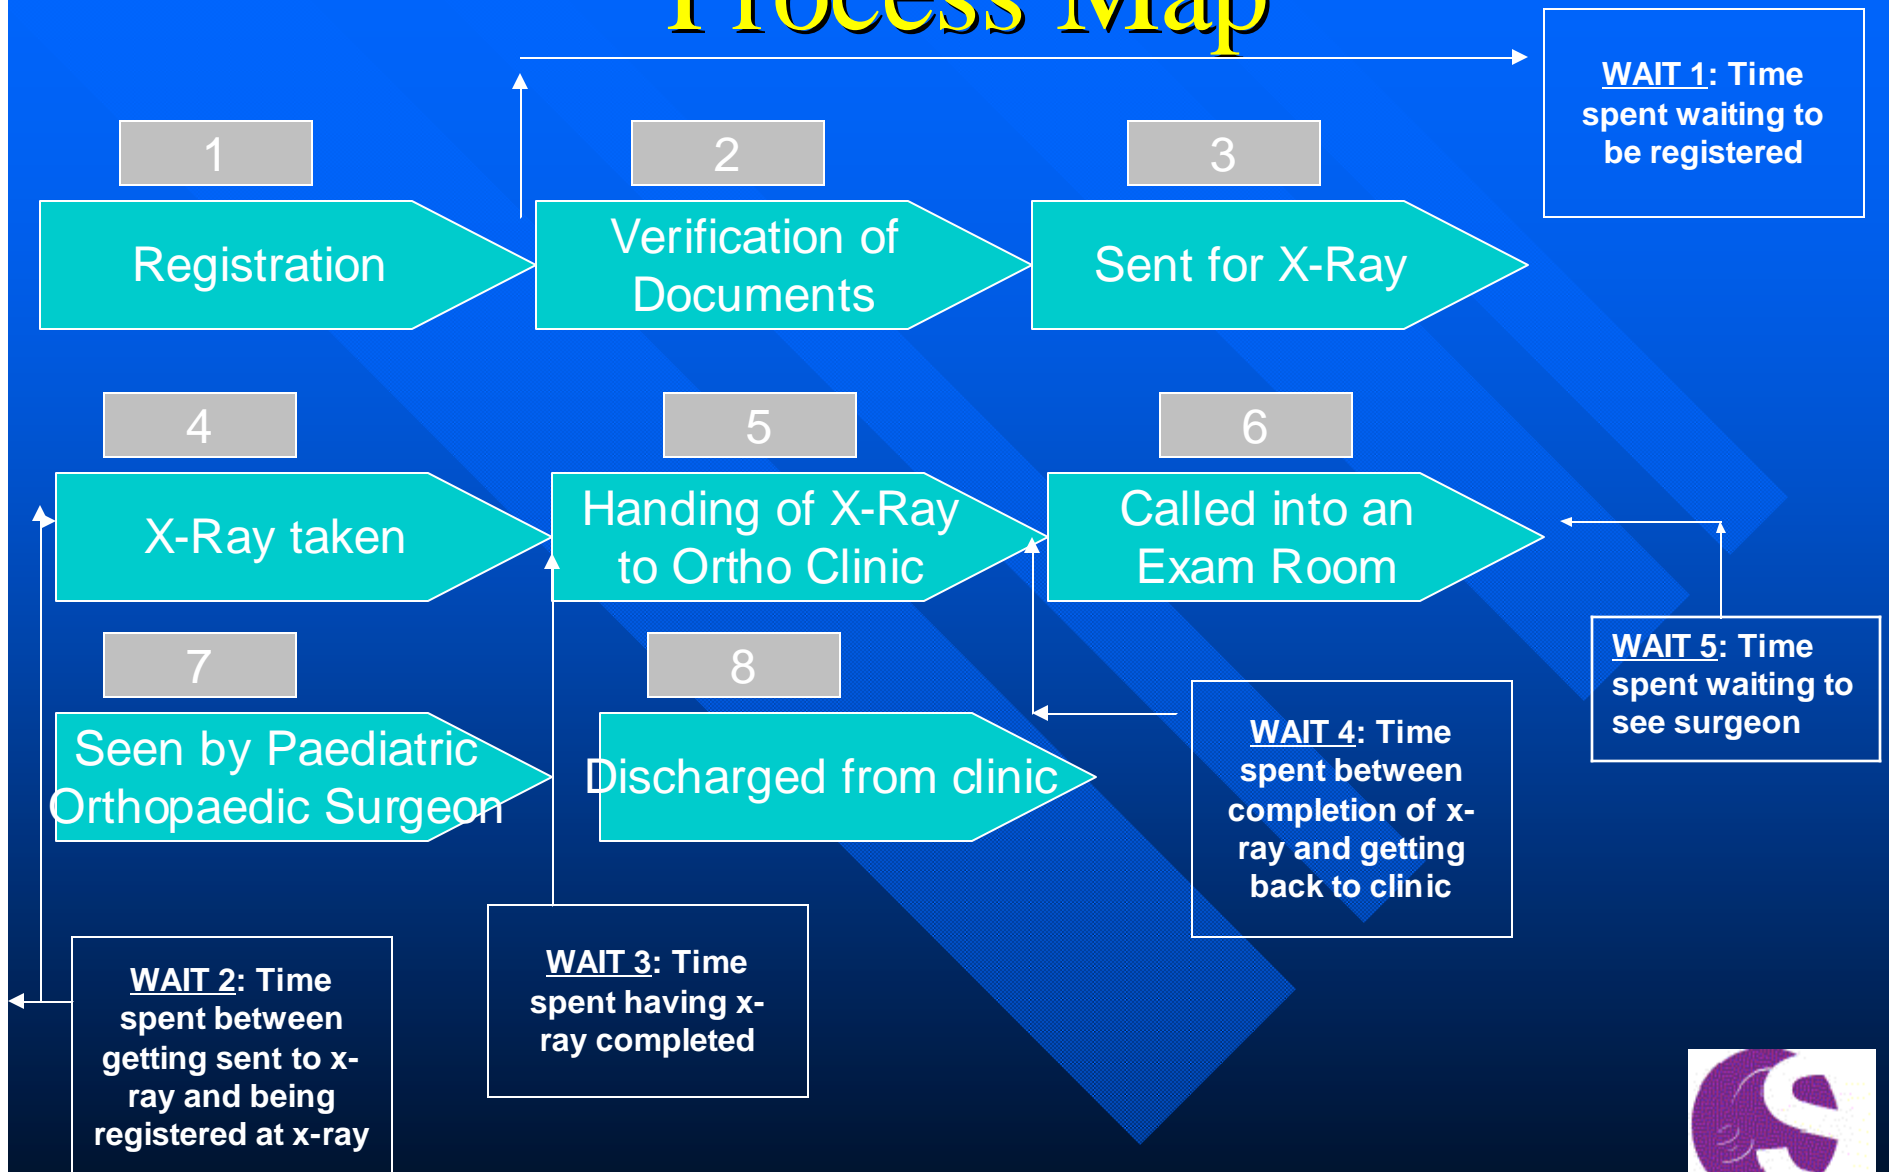 Process Map
WAIT 1: Time
spent waiting to
be registered
1
2
3
Registration
Verification of
Documents
Sent for X-Ray
4
5
6
X-Ray taken
Handing of X-Ray
to Ortho Clinic
Called into an
Exam Room
7
8
Seen by Paediatric
Orthopaedic Surgeon
Discharged from clinic
WAIT 5: Time
spent waiting to
see surgeon
WAIT 4: Time
spent between
completion of x-
ray and getting
back to clinic
WAIT 3: Time
spent having x-
ray completed
WAIT 2: Time
spent between
getting sent to x-
ray and being
registered at x-ray